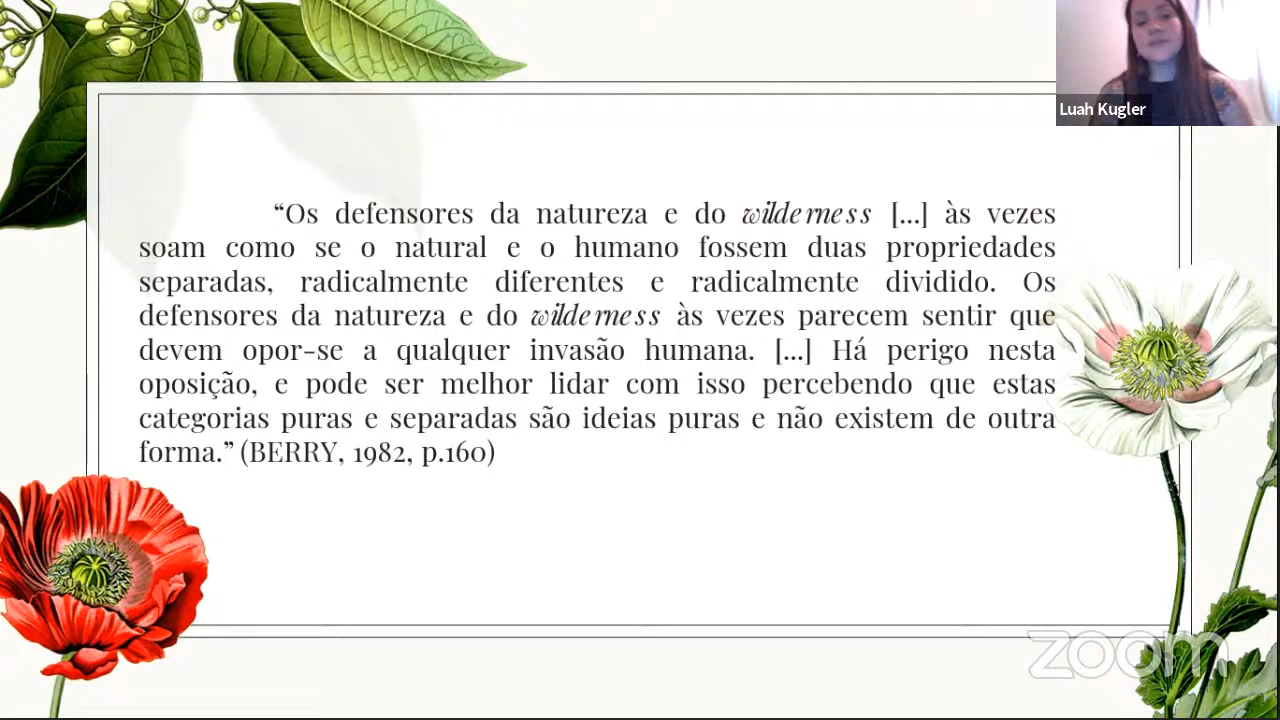 Luah Kugler
“Os defensores da natureza e do wilderness [...] às vezes
soam como se o natural e o humano fossem duas propriedades
separadas, radicalmente diferentes e radicalmente dividido. Os
defensores da natureza e do wilderness às vezes parecem sentir que
devem opor-se a qualquer invasão humana. [...] Há perigo nesta
oposição, e pode ser melhor lidar com isso percebendo que estas
categorias puras e separadas são ideias puras e não existem de outra
forma.” (BERRY, 1982, p.160)
zoom